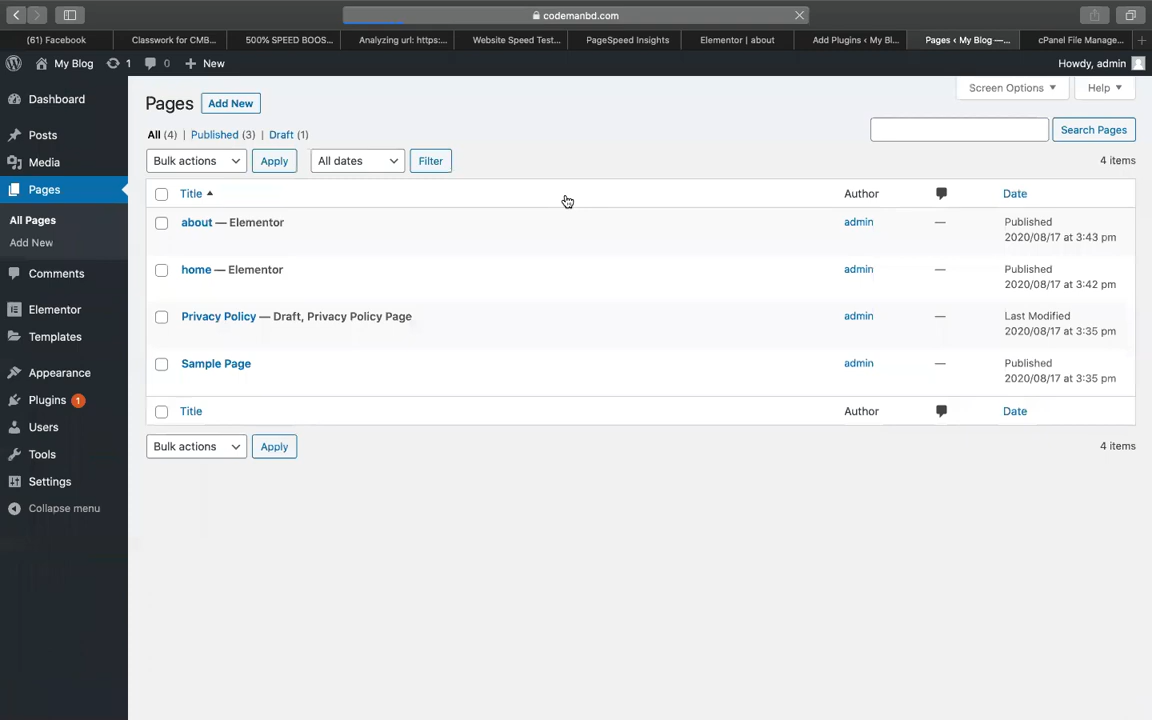 codemanbd.com
(61) Facebook
Classwork for CMB...
500% SPEED BOOS...
Analyzing url: https:...
Website Speed Test...
PageSpeed Insights
Elementor | about
Add Plugins ‹ My Bl...
Pages ‹ My Blog —...
cPanel File Manage...
My Blog
1
0
New
Howdy, admin
Dashboard
Posts
Media
Pages
All Pages
Add New
Comments
Elementor
Templates
Appearance
Plugins 1
Users
Tools
Settings
Collapse menu
Screen Options
Help
Pages
Add New
All (4) | Published (3) | Draft (1)
Search Pages
Bulk actions
Apply
All dates
Filter
4 items
Title
Author
Date
about — Elementor
admin
—
Published
2020/08/17 at 3:43 pm
home — Elementor
admin
—
Published
2020/08/17 at 3:42 pm
Privacy Policy — Draft, Privacy Policy Page
admin
—
Last Modified
2020/08/17 at 3:35 pm
Sample Page
admin
—
Published
2020/08/17 at 3:35 pm
Title
Author
Date
Bulk actions
Apply
4 items